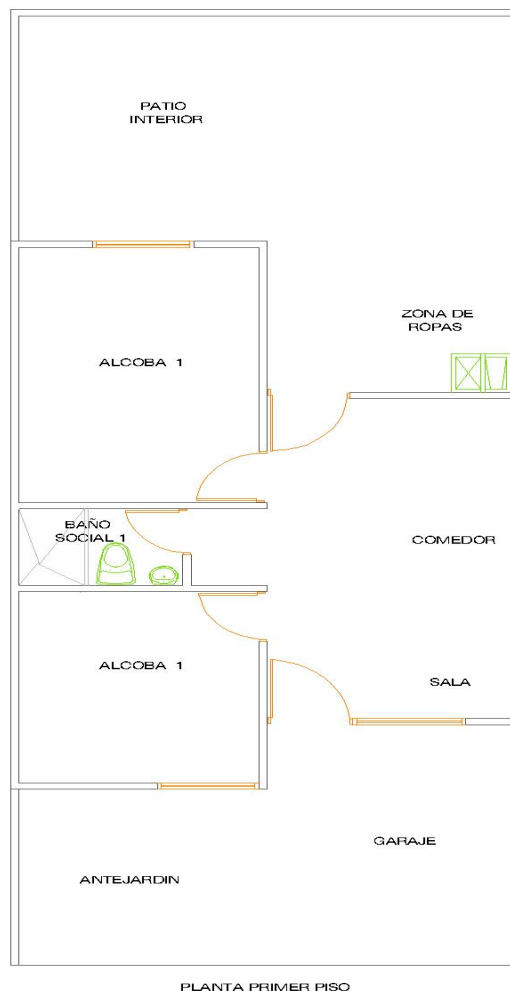 PATIO
INTERIOR
ZONA DE
ROPAS
ALCOBA 1
BAÑO
SOCIAL 1
COMEDOR
ALCOBA 1
SALA
GARAJE
ANTEJARDIN
PLANTA PRIMER PISO